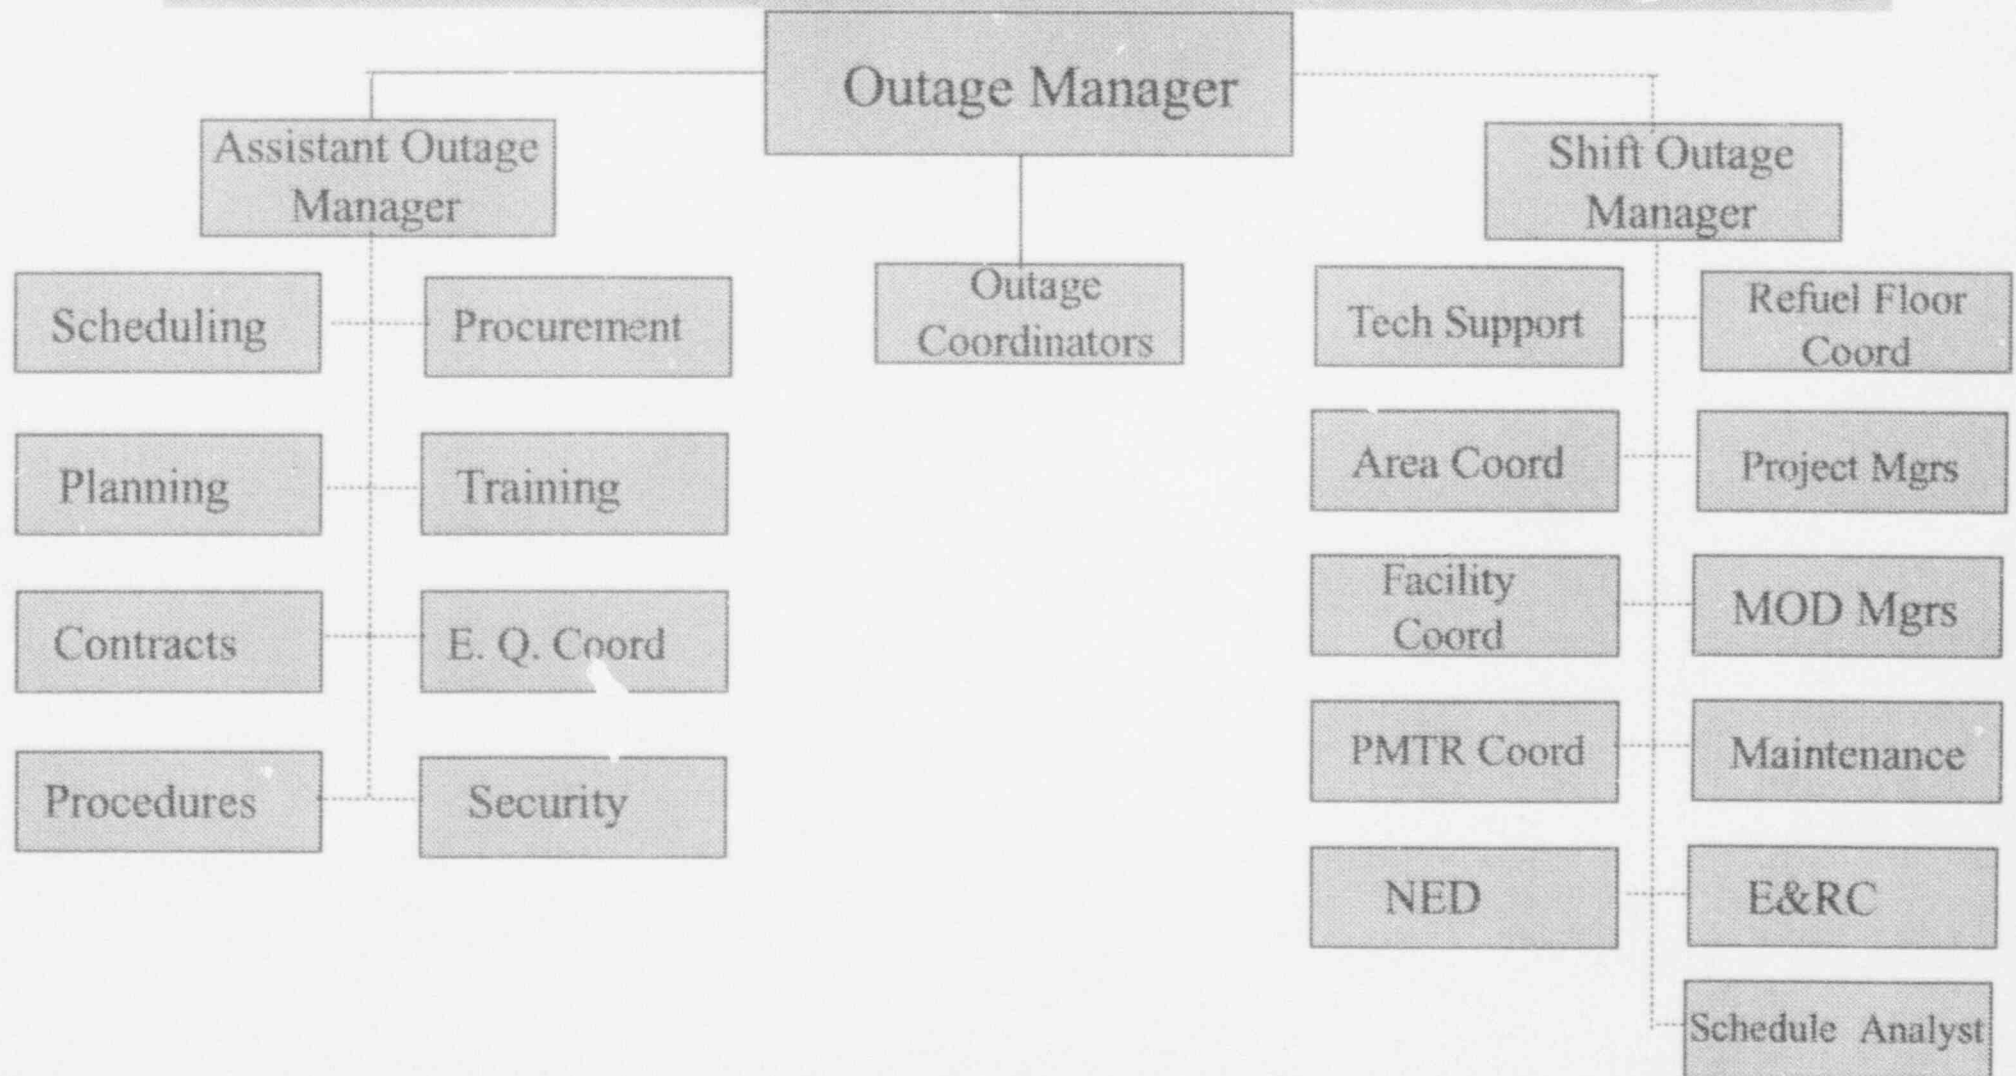 Outage Manager
Assistant Outage
Manager
Shift Outage
Manager
Outage
Coordinators
Scheduling
Procurement
Planning
Training
Contracts
E. Q. Coord
Procedures
Security
Tech Support
Refuel Floor
Coord
Area Coord
Project Mgrs
Facility
Coord
MOD Mgrs
PMTR Coord
Maintenance
NED
E&RC
Schedule Analyst